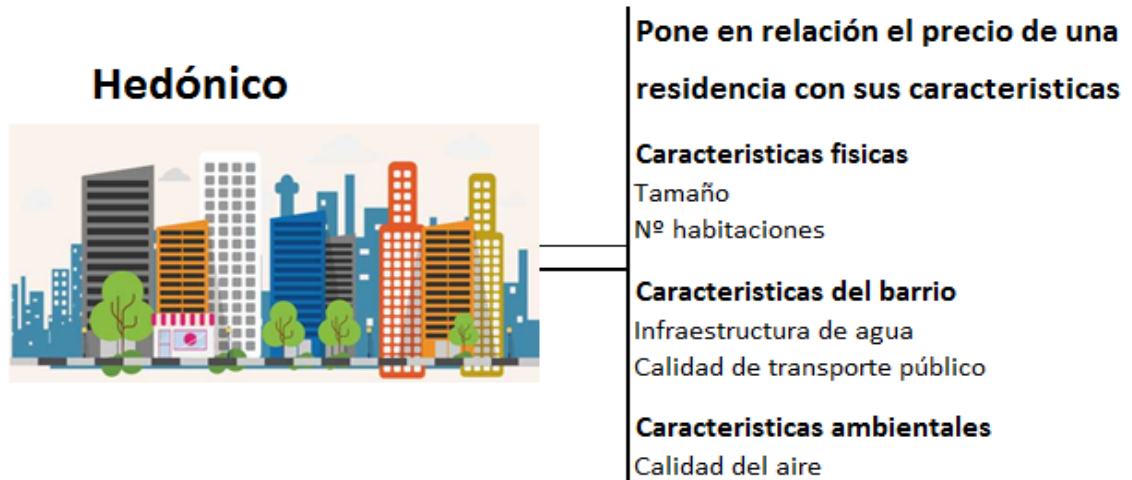 Hedónico
Pone en relación el precio de una
residencia con sus caracteristicas
Caracteristicas fisicas
Tamaño
Nº habitaciones
Caracteristicas del barrio
Infraestructura de agua
Calidad de transporte público
Caracteristicas ambientales
Calidad del aire